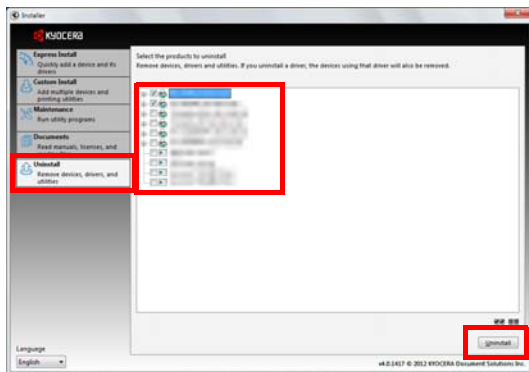 Installer
KYOCERA
Express Install
Quickly add a device and its
drivers
Custom Install
Add multiple devices and
printing utilities
Maintenance
Run utility programs
Documents
Read manuals, licenses, and
Uninstall
Remove devices, drivers, and
utilities
Select the products to uninstall
Remove devices, drivers and utilities. If you uninstall a driver, the devices using that driver will also be removed.
Uninstall
Language
English
v4.0.1417 © 2012 KYOCERA Document Solutions Inc.